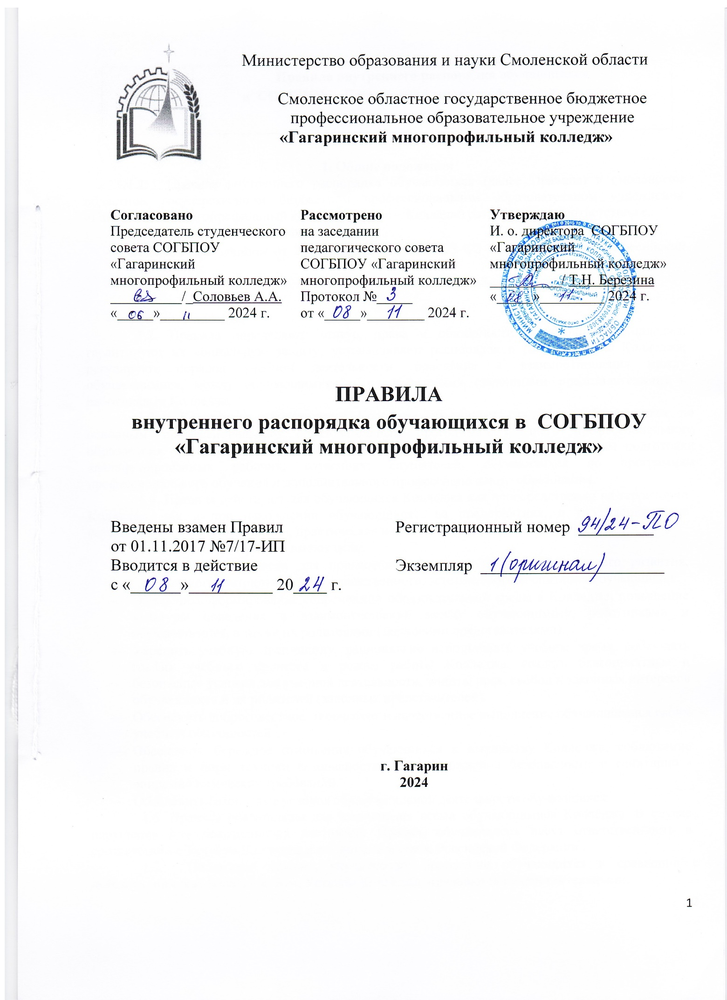 Министерство образования и науки Смоленской области
Смоленское областное государственное бюджетное
профессиональное образовательное учреждение
«Гагаринский многопрофильный колледж»
Согласовано
Председатель студенческого
совета СОГБПОУ
«Гагаринский
многопрофильный колледж»
/ Соловьев А.А.
«06» 11 2024 г.
Рассмотрено
на заседании
педагогического совета
СОГБПОУ «Гагаринский
многопрофильный колледж»
Протокол № 3
от «08» 11 2024 г.
Утверждаю
И. о. директора СОГБПОУ
«Гагаринский
многопрофильный колледж»
/ Т.Н. Березина
«08» 11 2024 г.
СОГБПОУ
«ГАГАРИНСКИЙ
МНОГОПРОФИЛЬНЫЙ
КОЛЛЕДЖ»
ПРАВИЛА
внутреннего распорядка обучающихся в СОГБПОУ
«Гагаринский многопрофильный колледж»
Введены взамен Правил
от 01.11.2017 №7/17-ИП
Вводится в действие
с «08» 11 2024 г.
Регистрационный номер 94/24-ПО
Экземпляр 1 (оригинал)
г. Гагарин
2024
1